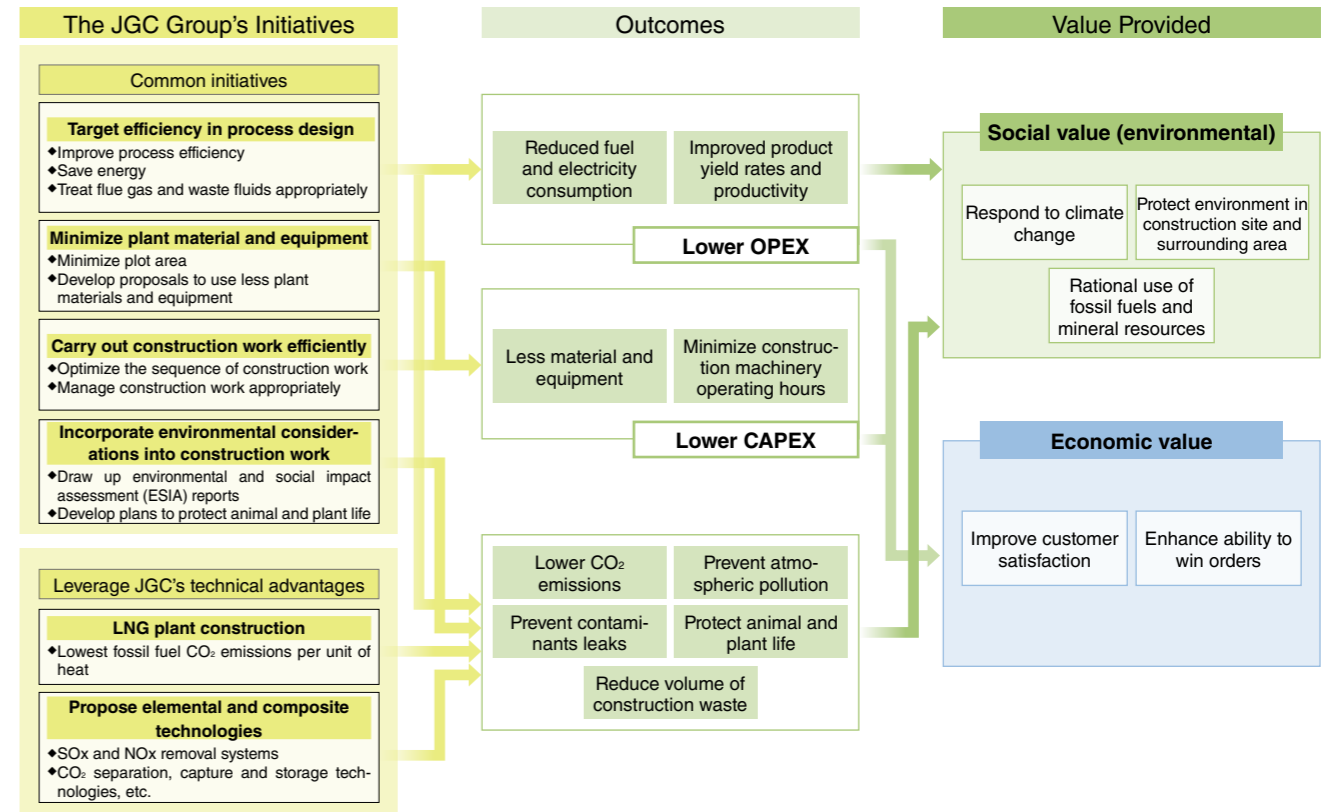 The JGC Group's Initiatives
Common initiatives
Target efficiency in process design
◆Improve process efficiency
◆Save energy
◆Treat flue gas and waste fluids appropriately
Minimize plant material and equipment
◆Minimize plot area
◆Develop proposals to use less plant
materials and equipment
Carry out construction work efficiently
◆Optimize the sequence of construction work
◆Manage construction work appropriately
Incorporate environmental consider-
ations into construction work
◆Draw up environmental and social impact
assessment (ESIA) reports
◆Develop plans to protect animal and plant life
Leverage JGC's technical advantages
LNG plant construction
◆Lowest fossil fuel CO₂ emissions per unit of
heat
Propose elemental and composite
technologies
◆SOx and NOx removal systems
◆CO₂ separation, capture and storage tech-
nologies, etc.
Outcomes
Reduced fuel
and electricity
consumption
Improved product
yield rates and
productivity
Lower OPEX
Less material and
equipment
Minimize construc-
tion machinery
operating hours
Lower CAPEX
Lower CO₂
emissions
Prevent atmo-
spheric pollution
Prevent contami-
nants leaks
Protect animal and
plant life
Reduce volume of
construction waste
Value Provided
Social value (environmental)
Respond to climate
change
Protect environment in
construction site and
surrounding area
Rational use of
fossil fuels and
mineral resources
Economic value
Improve customer
satisfaction
Enhance ability to
win orders